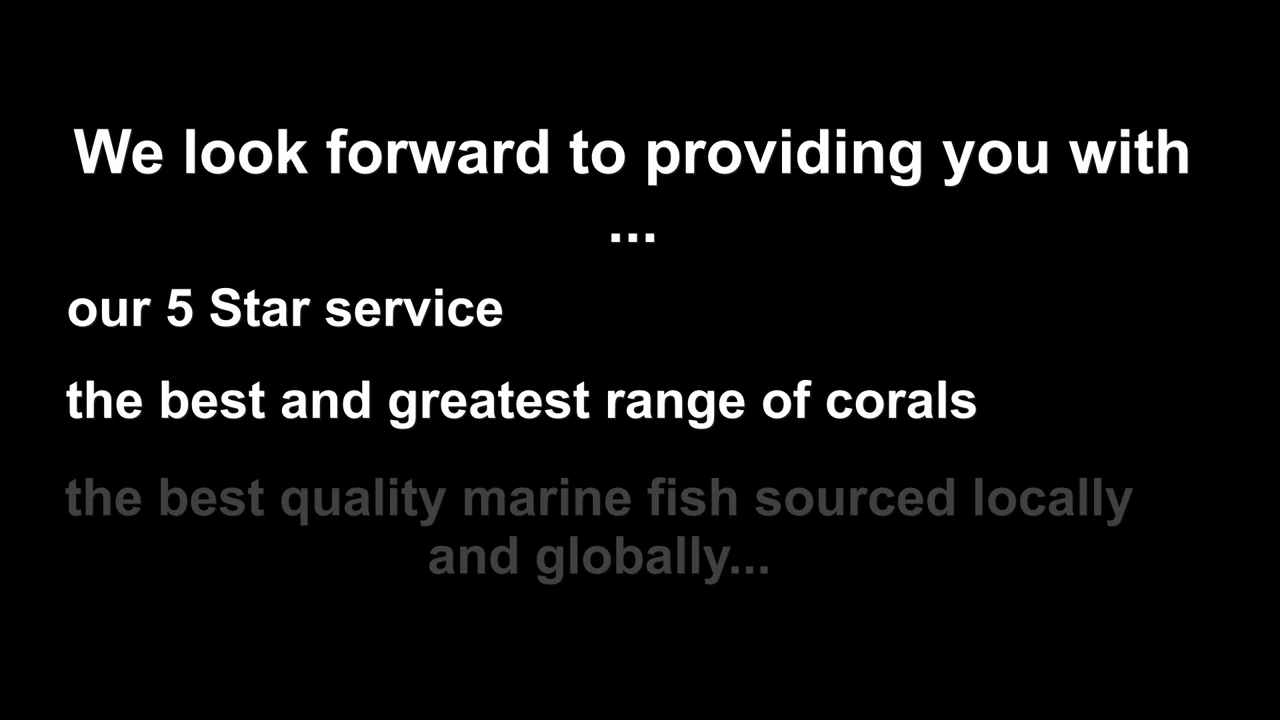 We look forward to providing you with
...
our 5 Star service
the best and greatest range of corals
the best quality marine fish sourced locally
and globally...